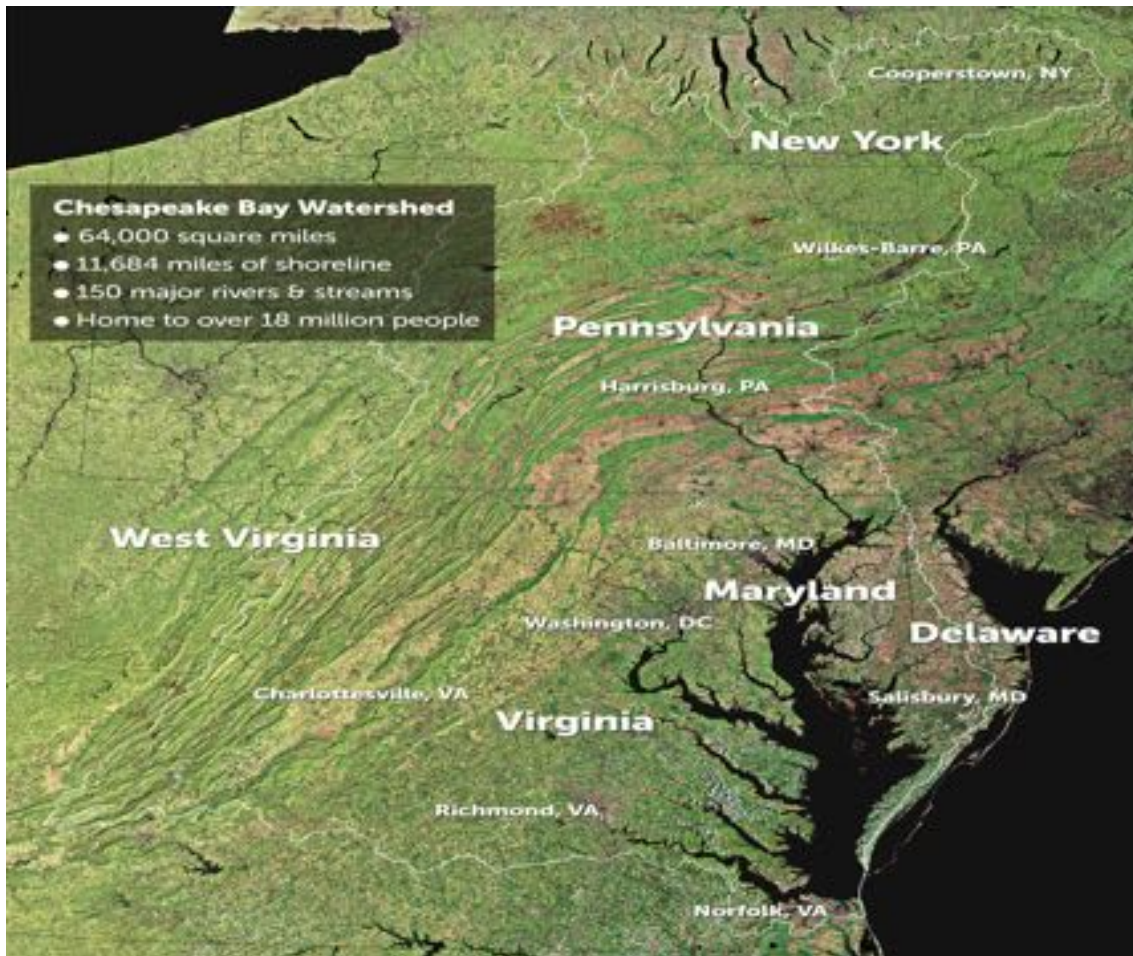 Cooperstown, NY
New York
Chesapeake Bay Watershed
● 64,000 square miles
● 11,684 miles of shoreline
● 150 major rivers & streams
● Home to over 18 million people
Wilkes-Barre, PA
Pennsylvania
Harrisburg, PA
West Virginia
Baltimore, MD
Maryland
Washington, DC
Delaware
Charlottesville, VA
Salisbury, MD
Virginia
Richmond, VA
Norfolk, VA